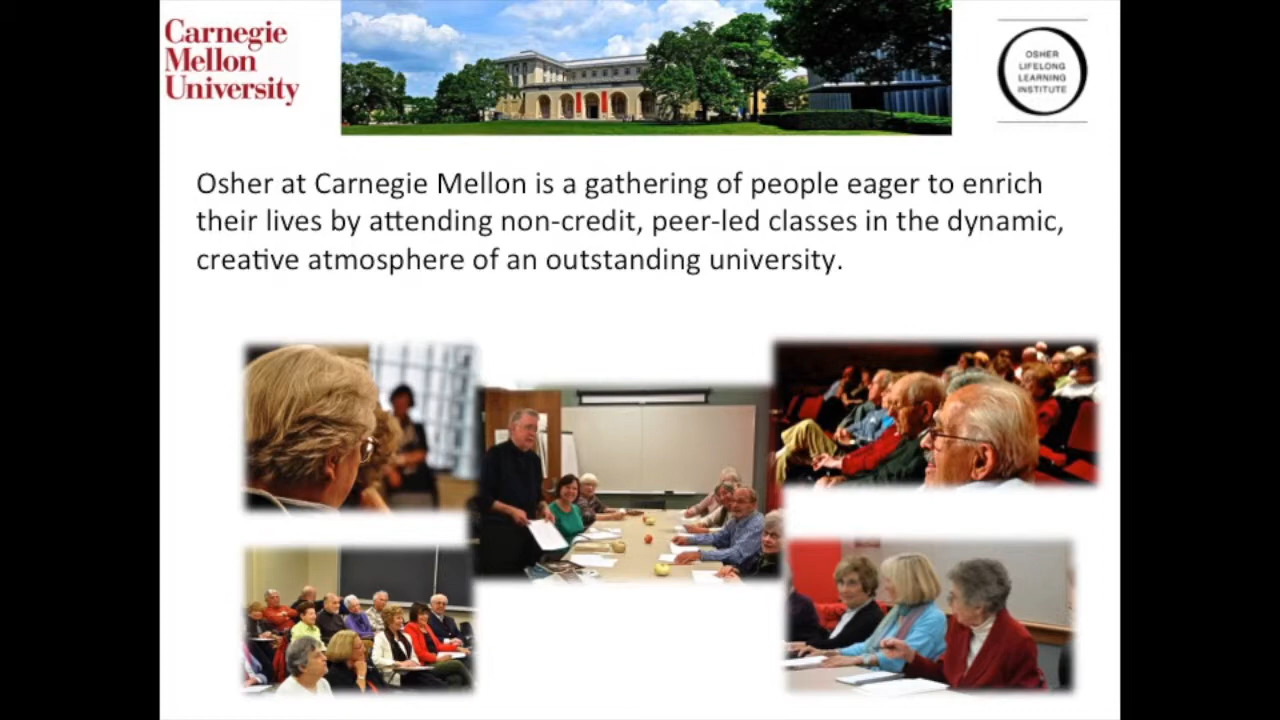 Carnegie
Mellon
University
OSHER
LIFELONG
LEARNING
INSTITUTE
Osher at Carnegie Mellon is a gathering of people eager to enrich
their lives by attending non-credit, peer-led classes in the dynamic,
creative atmosphere of an outstanding university.